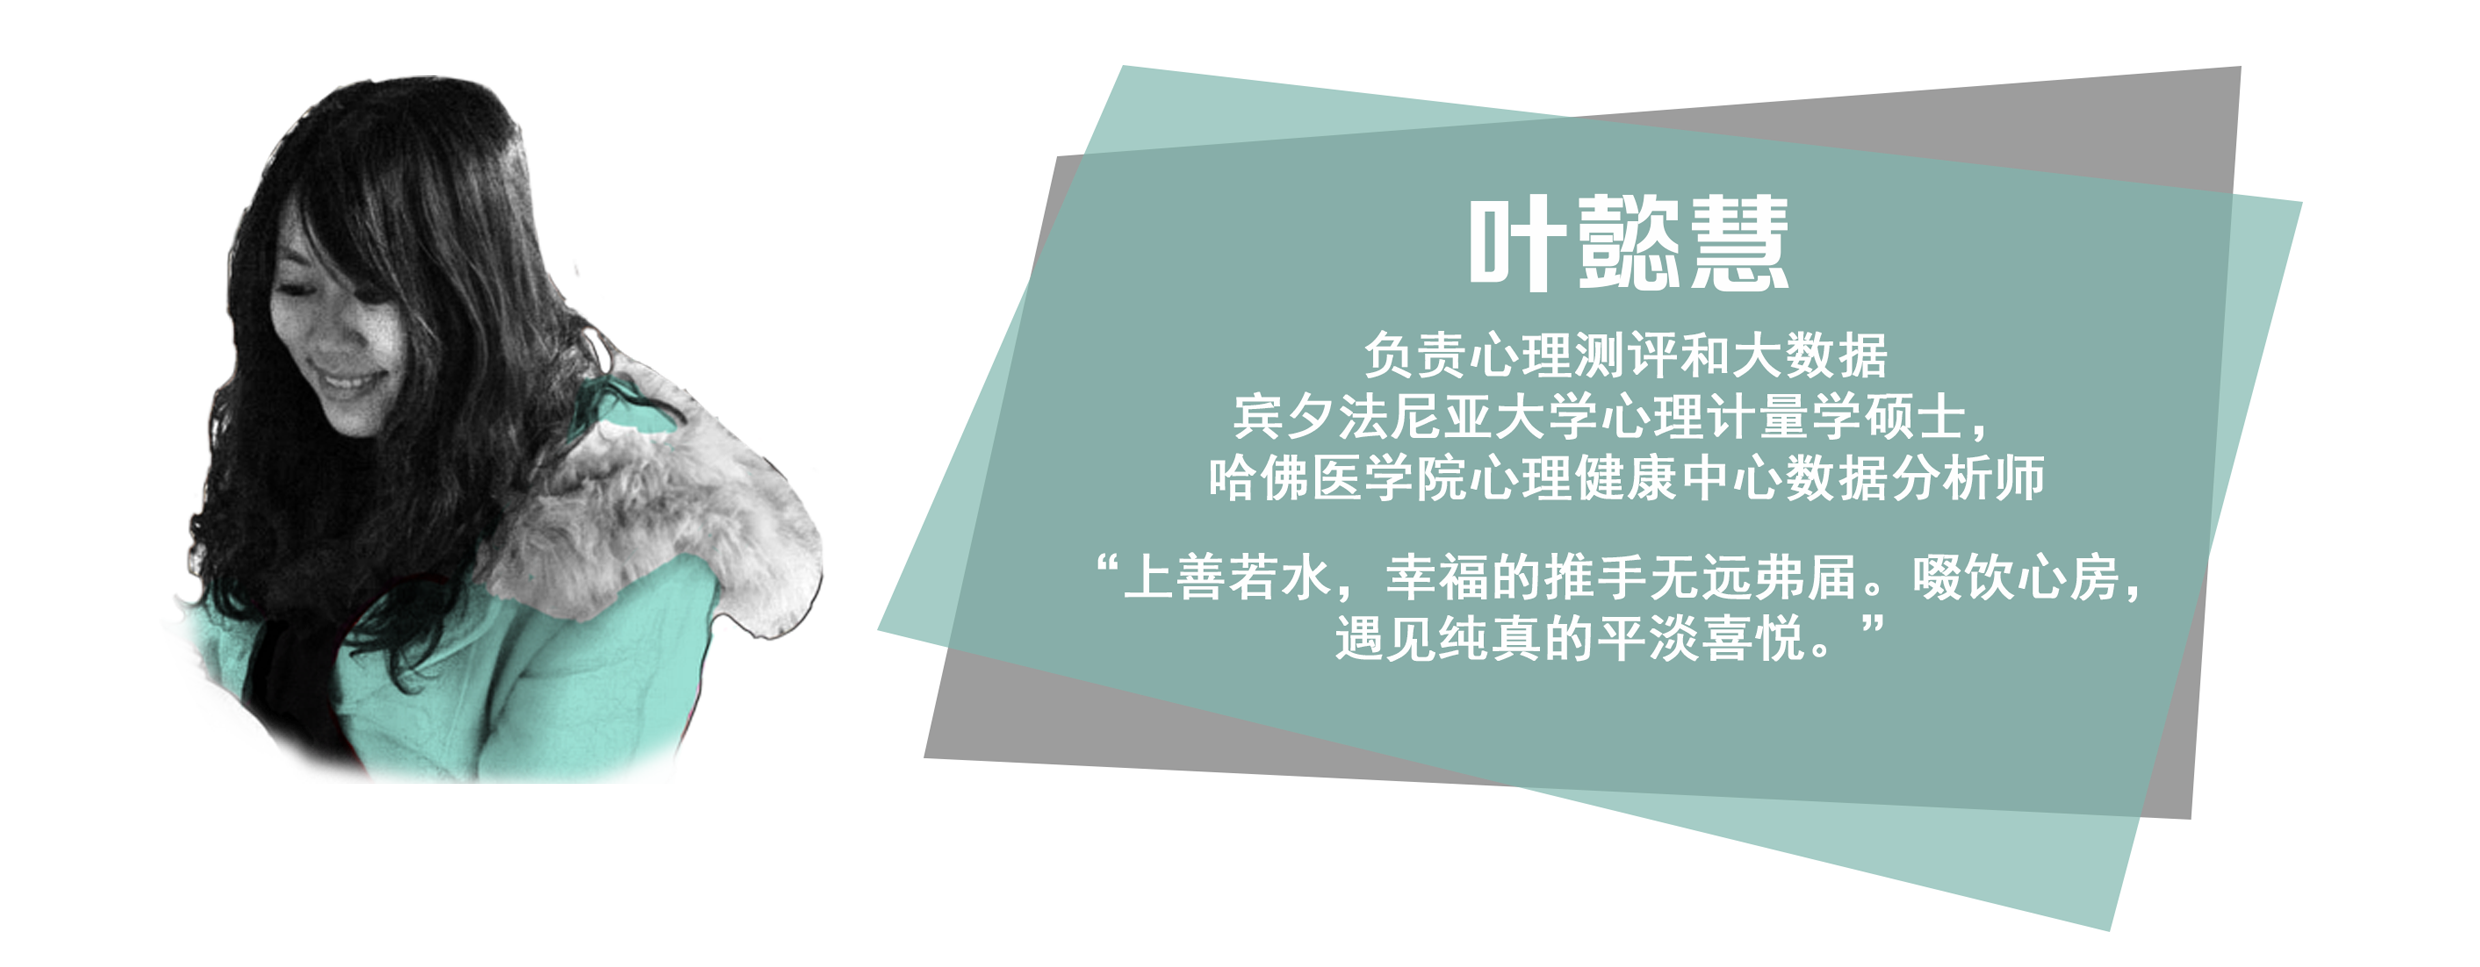 叶懿慧
负责心理测评和大数据
宾夕法尼亚大学心理计量学硕士，
哈佛医学院心理健康中心数据分析师
“上善若水，幸福的推手无远弗届。啜饮心房，
遇见纯真的平淡喜悦。”